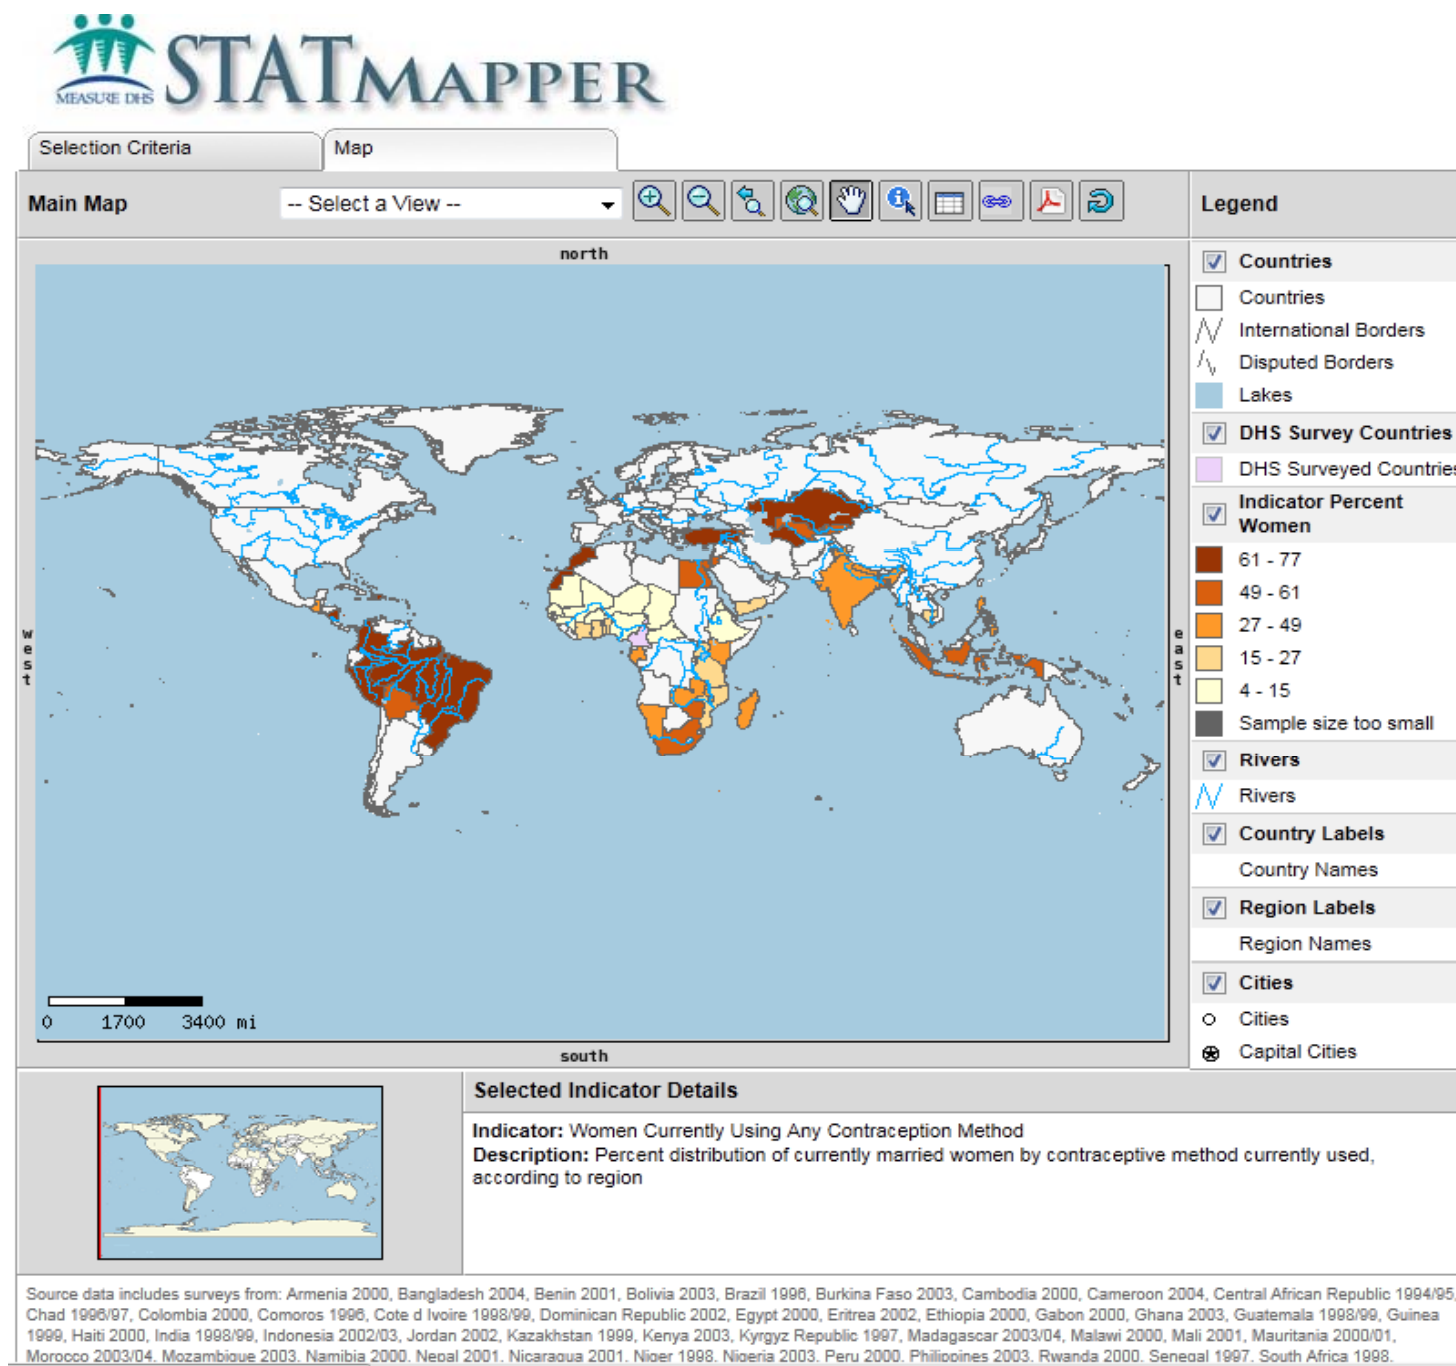 MEASURE DHS STATMAPPER
Selection Criteria
Map
Main Map
-- Select a View --
Legend
north
west
east
south
0 1700 3400 mi
Countries
Countries
International Borders
Disputed Borders
Lakes
DHS Survey Countries
DHS Surveyed Countries
Indicator Percent
Women
61 - 77
49 - 61
27 - 49
15 - 27
4 - 15
Sample size too small
Rivers
Rivers
Country Labels
Country Names
Region Labels
Region Names
Cities
Cities
Capital Cities
Selected Indicator Details
Indicator: Women Currently Using Any Contraception Method
Description: Percent distribution of currently married women by contraceptive method currently used,
according to region
Source data includes surveys from: Armenia 2000, Bangladesh 2004, Benin 2001, Bolivia 2003, Brazil 1996, Burkina Faso 2003, Cambodia 2000, Cameroon 2004, Central African Republic 1994/95,
Chad 1996/97, Colombia 2000, Comoros 1996, Cote d Ivoire 1998/99, Dominican Republic 2002, Egypt 2000, Eritrea 2002, Ethiopia 2000, Gabon 2000, Ghana 2003, Guatemala 1998/99, Guinea
1999, Haiti 2000, India 1998/99, Indonesia 2002/03, Jordan 2002, Kazakhstan 1999, Kenya 2003, Kyrgyz Republic 1997, Madagascar 2003/04, Malawi 2000, Mali 2001, Mauritania 2000/01,
Morocco 2003/04, Mozambique 2003, Namibia 2000, Nepal 2001, Nicaragua 2001, Niger 1998, Nigeria 2003, Peru 2000, Philippines 2003, Rwanda 2000, Senegal 1997, South Africa 1998,